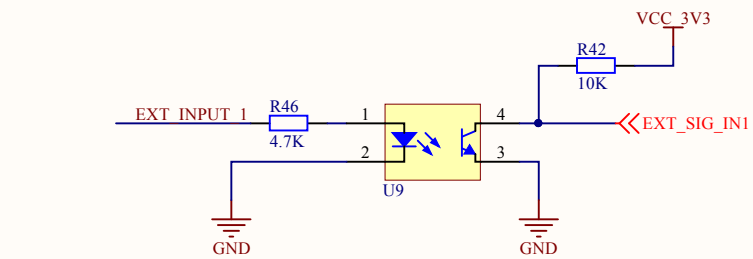 VCC_3V3
R42
10K
EXT_INPUT_1
R46
4.7K
1
4
EXT_SIG_IN1
2
3
U9
GND
GND